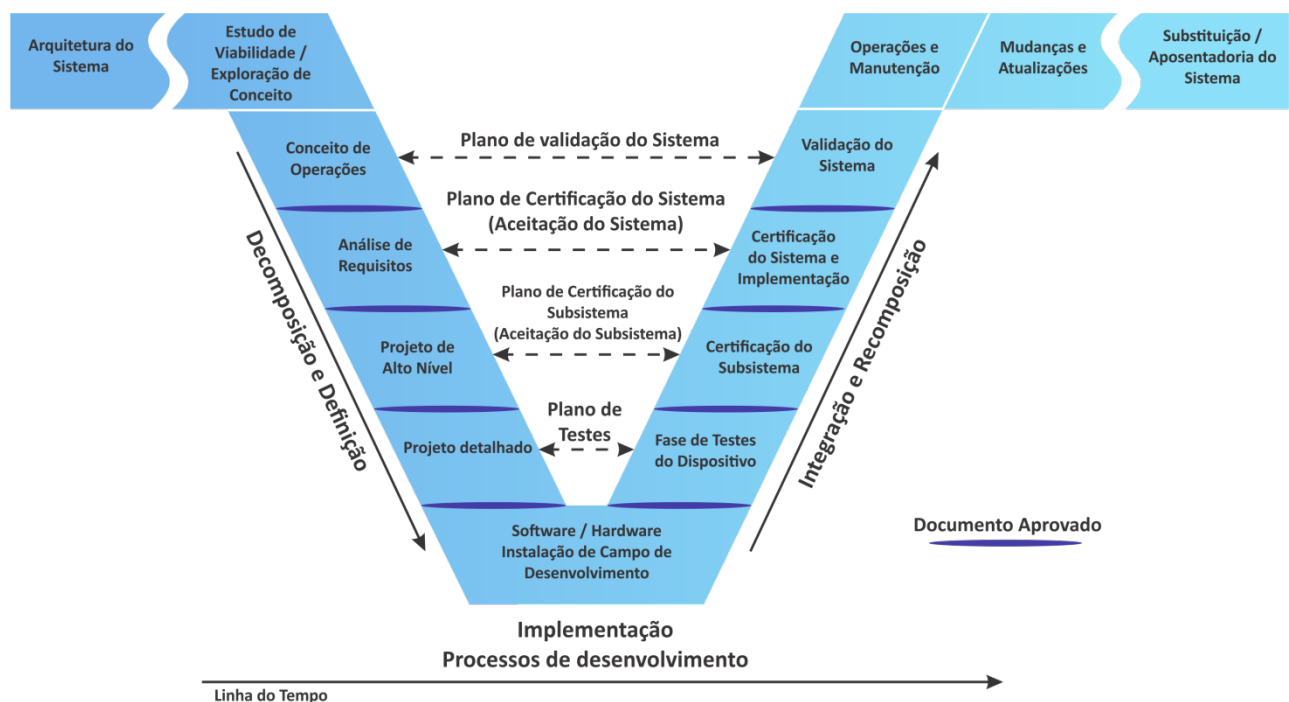 Arquitetura do
Sistema
Estudo de
Viabilidade /
Exploração de
Conceito
Operações e
Manutenção
Mudanças e
Atualizações
Substituição /
Aposentadoria do
Sistema
Conceito de
Operações
Plano de validação do Sistema
Validação do
Sistema
Plano de Certificação do Sistema
(Aceitação do Sistema)
Análise de
Requisitos
Certificação
do Sistema e
Implementação
Plano de Certificação do
Subsistema
(Aceitação do Subsistema)
Projeto de
Alto Nível
Certificação do
Subsistema
Plano de
Testes
Projeto detalhado
Fase de Testes
do Dispositivo
Decomposição e Definição
Integração e Recomposição
Software / Hardware
Instalação de Campo de
Desenvolvimento
Documento Aprovado
Implementação
Processos de desenvolvimento
Linha do Tempo